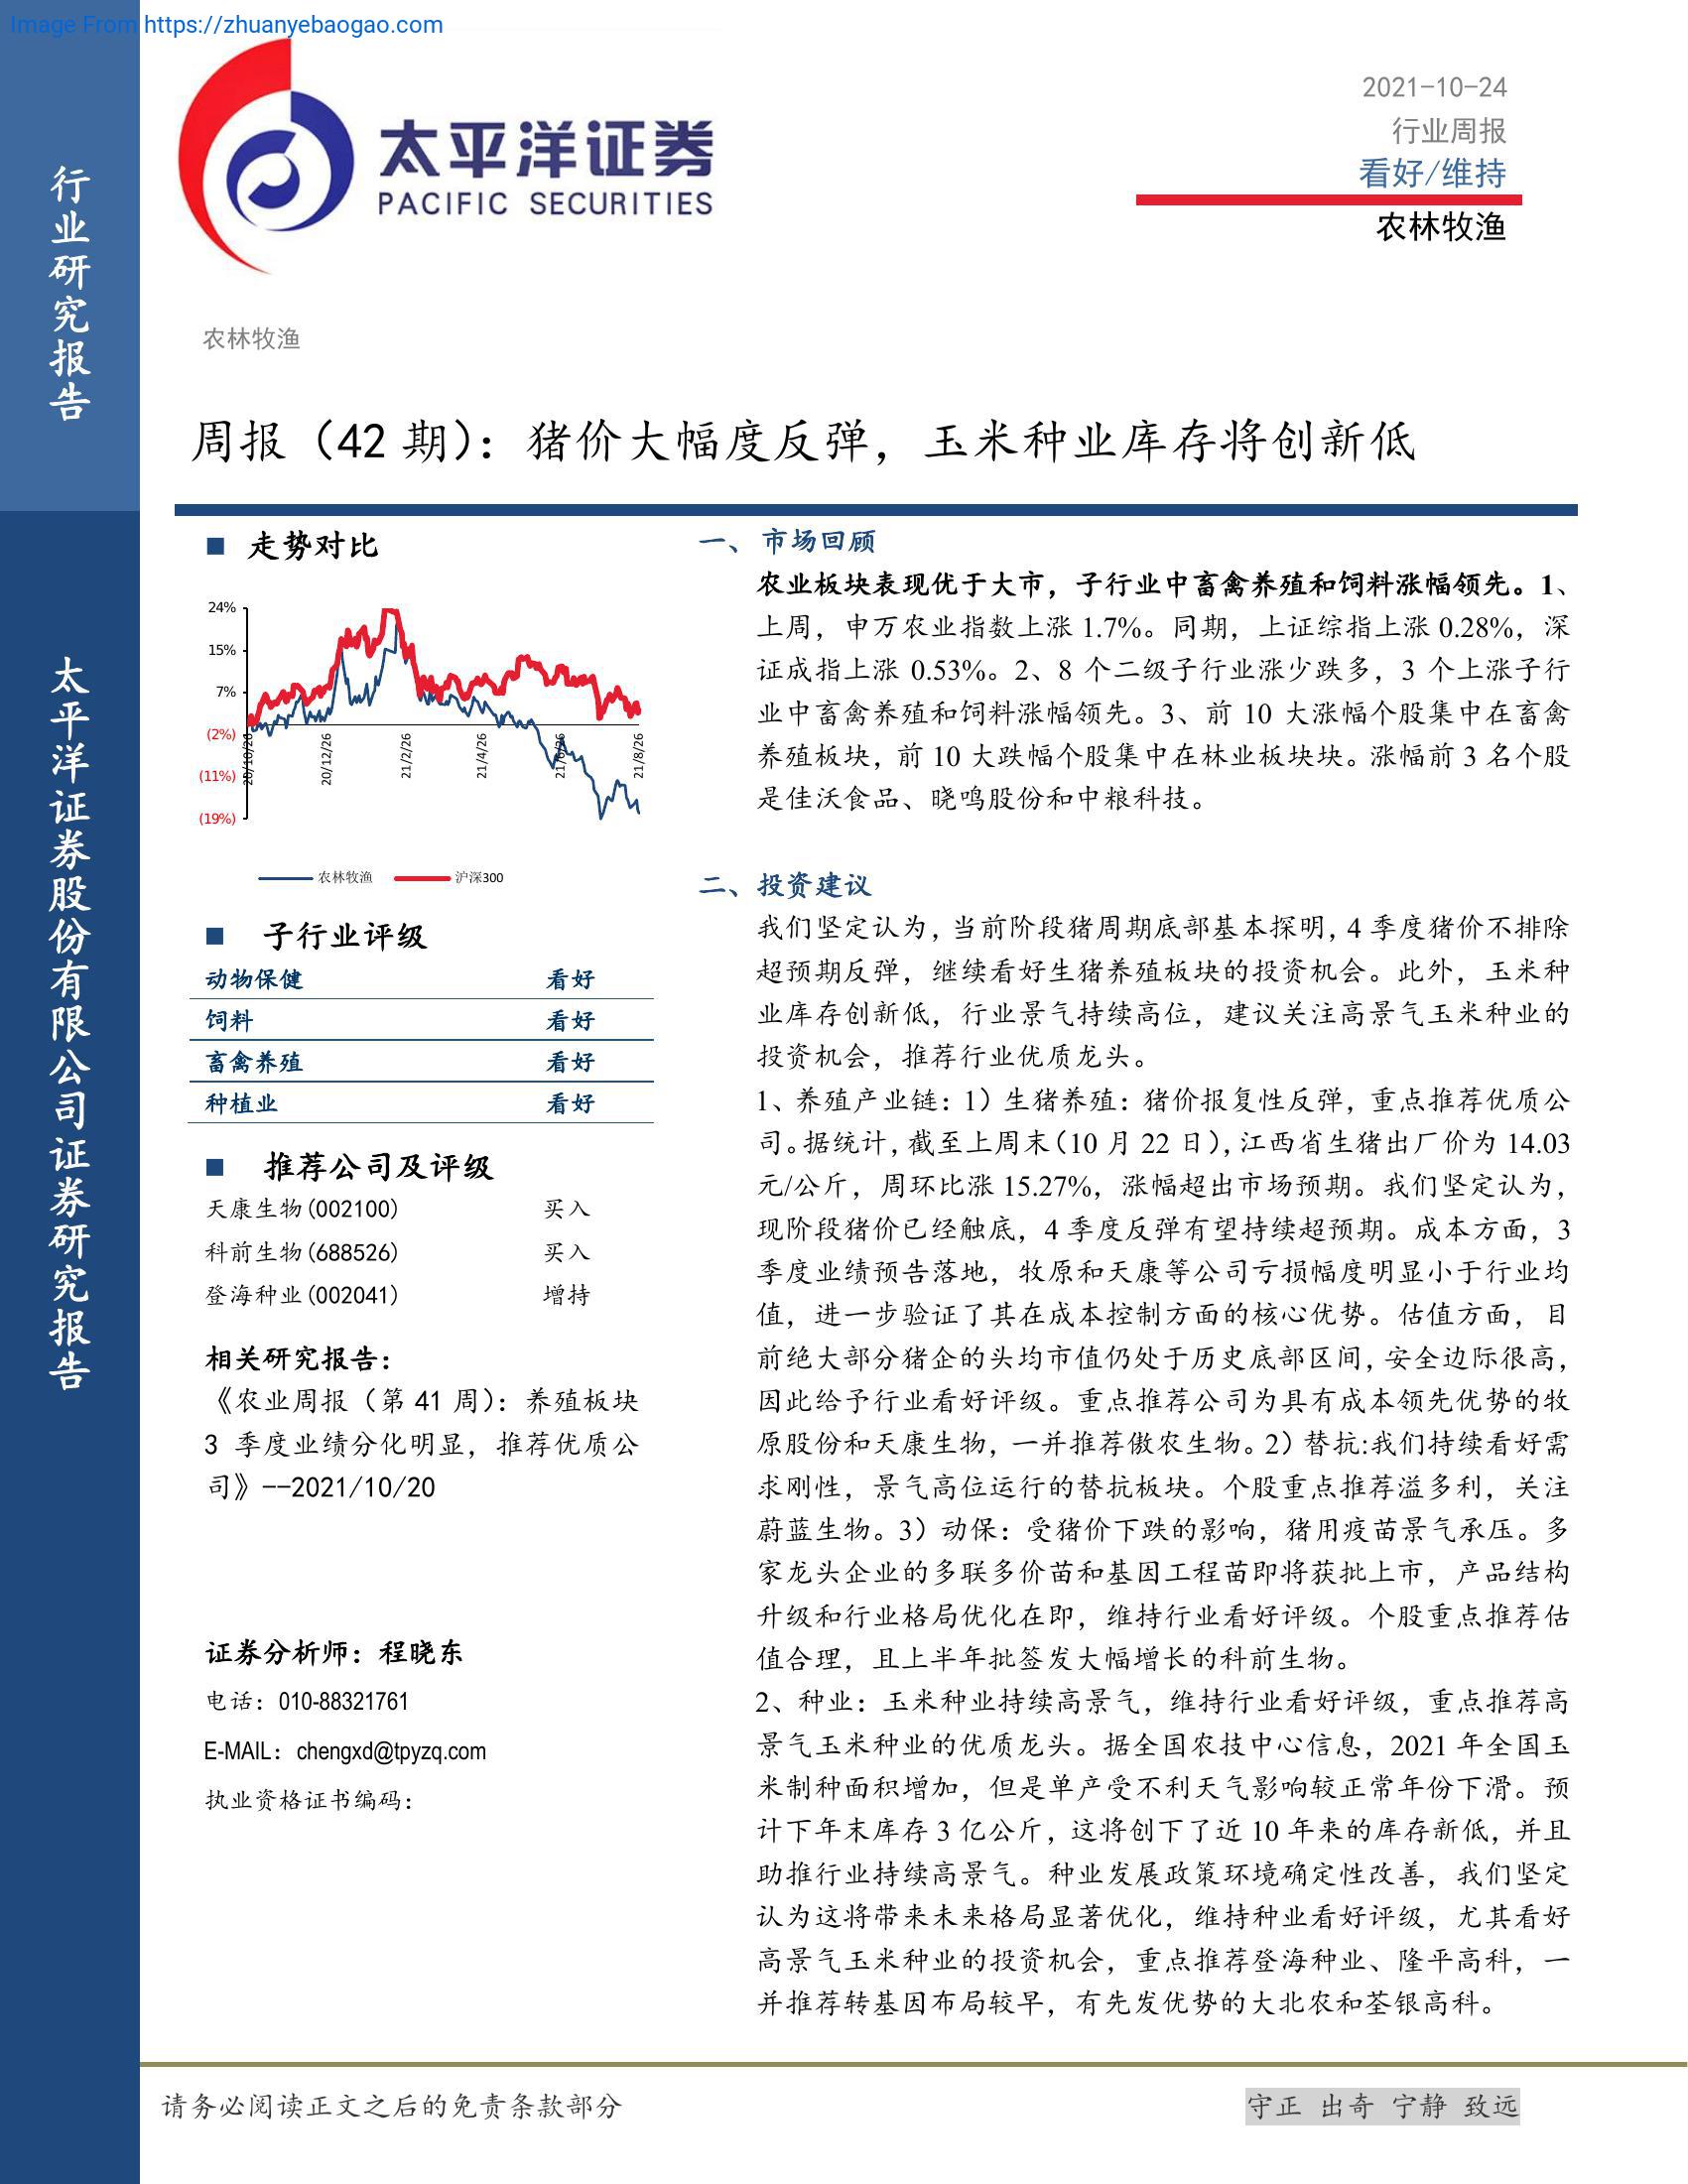 Image From https://zhuanyebaogao.com
行业研究报告
太平洋证券股份有限公司证券研究报告
太平洋证券
PACIFIC SECURITIES
2021-10-24
行业周报
看好/维持
农林牧渔
农林牧渔
周报（42 期）：猪价大幅度反弹，玉米种业库存将创新低
■ 走势对比
24%
15%
7%
(2%)
(11%)
(19%)
20/10/26
20/12/26
21/2/26
21/4/26
21/6/26
21/8/26
农林牧渔 沪深300
■ 子行业评级
动物保健 看好
饲料 看好
畜禽养殖 看好
种植业 看好
■ 推荐公司及评级
天康生物(002100) 买入
科前生物(688526) 买入
登海种业(002041) 增持
相关研究报告：
《农业周报（第 41 周）：养殖板块
3 季度业绩分化明显，推荐优质公
司》--2021/10/20
证券分析师：程晓东
电话：010-88321761
E-MAIL：chengxd@tpyzq.com
执业资格证书编码：
一、 市场回顾
农业板块表现优于大市，子行业中畜禽养殖和饲料涨幅领先。1、
上周，申万农业指数上涨 1.7%。同期，上证综指上涨 0.28%，深
证成指上涨 0.53%。2、8 个二级子行业涨少跌多，3 个上涨子行
业中畜禽养殖和饲料涨幅领先。3、前 10 大涨幅个股集中在畜禽
养殖板块，前 10 大跌幅个股集中在林业板块块。涨幅前 3 名个股
是佳沃食品、晓鸣股份和中粮科技。
二、投资建议
我们坚定认为，当前阶段猪周期底部基本探明，4 季度猪价不排除
超预期反弹，继续看好生猪养殖板块的投资机会。此外，玉米种
业库存创新低，行业景气持续高位，建议关注高景气玉米种业的
投资机会，推荐行业优质龙头。
1、养殖产业链：1）生猪养殖：猪价报复性反弹，重点推荐优质公
司。据统计，截至上周末（10 月 22 日），江西省生猪出厂价为 14.03
元/公斤，周环比涨 15.27%，涨幅超出市场预期。我们坚定认为，
现阶段猪价已经触底，4 季度反弹有望持续超预期。成本方面，3
季度业绩预告落地，牧原和天康等公司亏损幅度明显小于行业均
值，进一步验证了其在成本控制方面的核心优势。估值方面，目
前绝大部分猪企的头均市值仍处于历史底部区间，安全边际很高，
因此给予行业看好评级。重点推荐公司为具有成本领先优势的牧
原股份和天康生物，一并推荐傲农生物。2）替抗:我们持续看好需
求刚性，景气高位运行的替抗板块。个股重点推荐溢多利，关注
蔚蓝生物。3）动保：受猪价下跌的影响，猪用疫苗景气承压。多
家龙头企业的多联多价苗和基因工程苗即将获批上市，产品结构
升级和行业格局优化在即，维持行业看好评级。个股重点推荐估
值合理，且上半年批签发大幅增长的科前生物。
2、种业：玉米种业持续高景气，维持行业看好评级，重点推荐高
景气玉米种业的优质龙头。据全国农技中心信息，2021 年全国玉
米制种面积增加，但是单产受不利天气影响较正常年份下滑。预
计下年末库存 3 亿公斤，这将创下了近 10 年来的库存新低，并且
助推行业持续高景气。种业发展政策环境确定性改善，我们坚定
认为这将带来未来格局显著优化，维持种业看好评级，尤其看好
高景气玉米种业的投资机会，重点推荐登海种业、隆平高科，一
并推荐转基因布局较早，有先发优势的大北农和荃银高科。
请务必阅读正文之后的免责条款部分
守正 出奇 宁静 致远